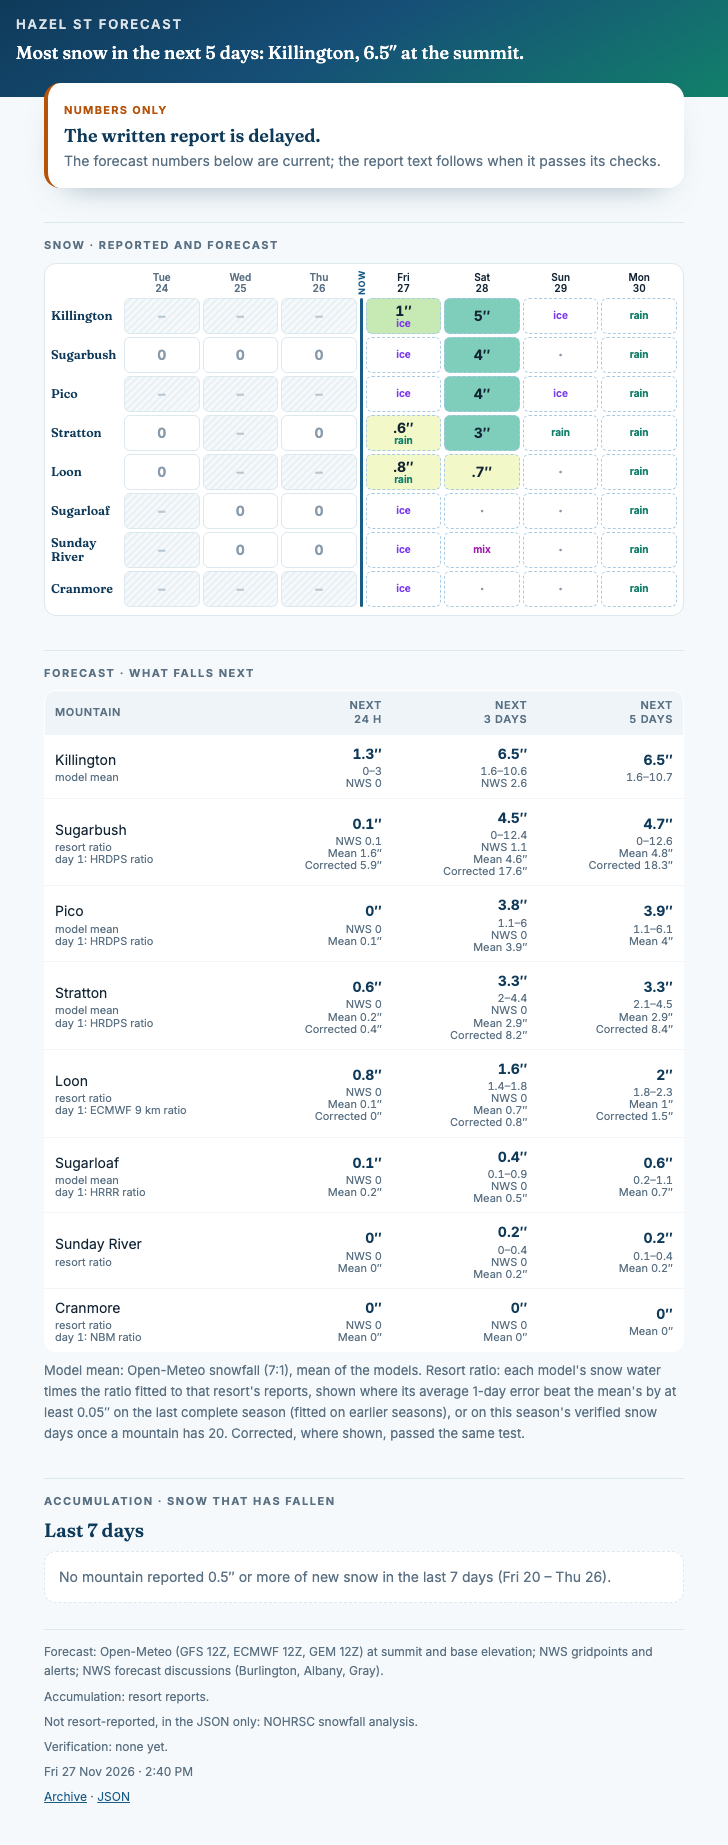 HAZEL ST FORECAST
Most snow in the next 5 days: Killington, 6.5″ at the summit.
NUMBERS ONLY
The written report is delayed.
The forecast numbers below are current; the report text follows when it passes its checks.
SNOW · REPORTED AND FORECAST
Tue 24 Wed 25 Thu 26 NOW Fri 27 Sat 28 Sun 29 Mon 30
Killington – – – 1″ ice 5″ ice rain
Sugarbush 0 0 0 ice 4″ · rain
Pico – – – ice 4″ ice rain
Stratton 0 – 0 .6″ rain 3″ rain rain
Loon 0 – – .8″ rain .7″ · rain
Sugarloaf – 0 0 ice · · rain
Sunday River – 0 0 ice mix · rain
Cranmore – – – ice · · rain
FORECAST · WHAT FALLS NEXT
MOUNTAIN NEXT 24 H NEXT 3 DAYS NEXT 5 DAYS
Killington 1.3″ 6.5″ 6.5″
model mean 0–3 1.6–10.6 1.6–10.7
NWS 0 NWS 2.6
Sugarbush 0.1″ 4.5″ 4.7″
resort ratio NWS 0.1 0–12.4 0–12.6
day 1: HRDPS ratio Mean 1.6″ NWS 1.1 Mean 4.8″
Corrected 5.9″ Mean 4.6″ Corrected 18.3″
Corrected 17.6″
Pico 0″ 3.8″ 3.9″
model mean NWS 0 1.1–6 1.1–6.1
day 1: HRDPS ratio Mean 0.1″ NWS 0 Mean 4″
Mean 3.9″
Stratton 0.6″ 3.3″ 3.3″
model mean NWS 0 2–4.4 2.1–4.5
day 1: HRDPS ratio Mean 0.2″ NWS 0 Mean 2.9″
Corrected 0.4″ Mean 2.9″ Corrected 8.4″
Corrected 8.2″
Loon 0.8″ 1.6″ 2″
resort ratio NWS 0 1.4–1.8 1.8–2.3
day 1: ECMWF 9 km ratio Mean 0.1″ NWS 0 Mean 1″
Corrected 0″ Mean 0.7″ Corrected 1.5″
Corrected 0.8″
Sugarloaf 0.1″ 0.4″ 0.6″
model mean NWS 0 0.1–0.9 0.2–1.1
day 1: HRRR ratio Mean 0.2″ NWS 0 Mean 0.7″
Mean 0.5″
Sunday River 0″ 0.2″ 0.2″
resort ratio NWS 0 0–0.4 0.1–0.4
Mean 0″ NWS 0 Mean 0.2″
Mean 0.2″
Cranmore 0″ 0″ 0″
resort ratio NWS 0 NWS 0 Mean 0″
day 1: NBM ratio Mean 0″ Mean 0″
Model mean: Open-Meteo snowfall (7:1), mean of the models. Resort ratio: each model's snow water
times the ratio fitted to that resort's reports, shown where its average 1-day error beat the mean's by at
least 0.05″ on the last complete season (fitted on earlier seasons), or on this season's verified snow
days once a mountain has 20. Corrected, where shown, passed the same test.
ACCUMULATION · SNOW THAT HAS FALLEN
Last 7 days
No mountain reported 0.5″ or more of new snow in the last 7 days (Fri 20 – Thu 26).
Forecast: Open-Meteo (GFS 12Z, ECMWF 12Z, GEM 12Z) at summit and base elevation; NWS gridpoints and
alerts; NWS forecast discussions (Burlington, Albany, Gray).
Accumulation: resort reports.
Not resort-reported, in the JSON only: NOHRSC snowfall analysis.
Verification: none yet.
Fri 27 Nov 2026 · 2:40 PM
Archive · JSON